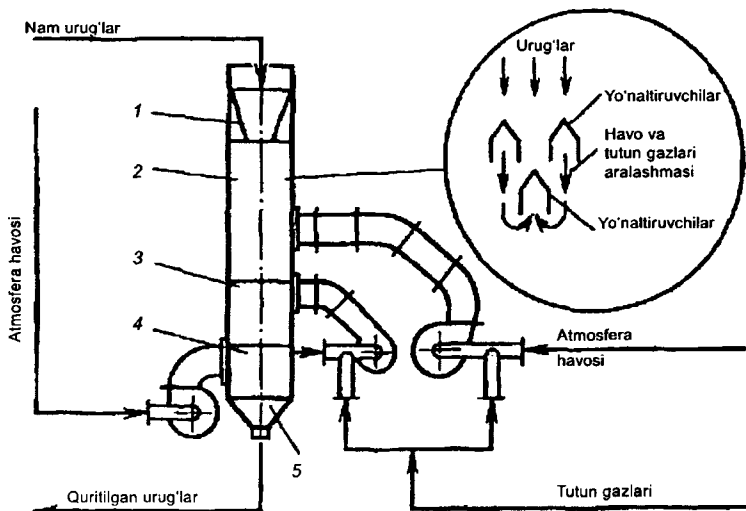 Nam urug'lar
Urug'lar
Yo'naltiruvchilar
Havo va
tutun gazlari
aralashmasi
Yo'naltiruvchilar
1
2
3
4
5
Atmosfera havosi
Atmosfera
havosi
Quritilgan urug'lar
Tutun gazlari